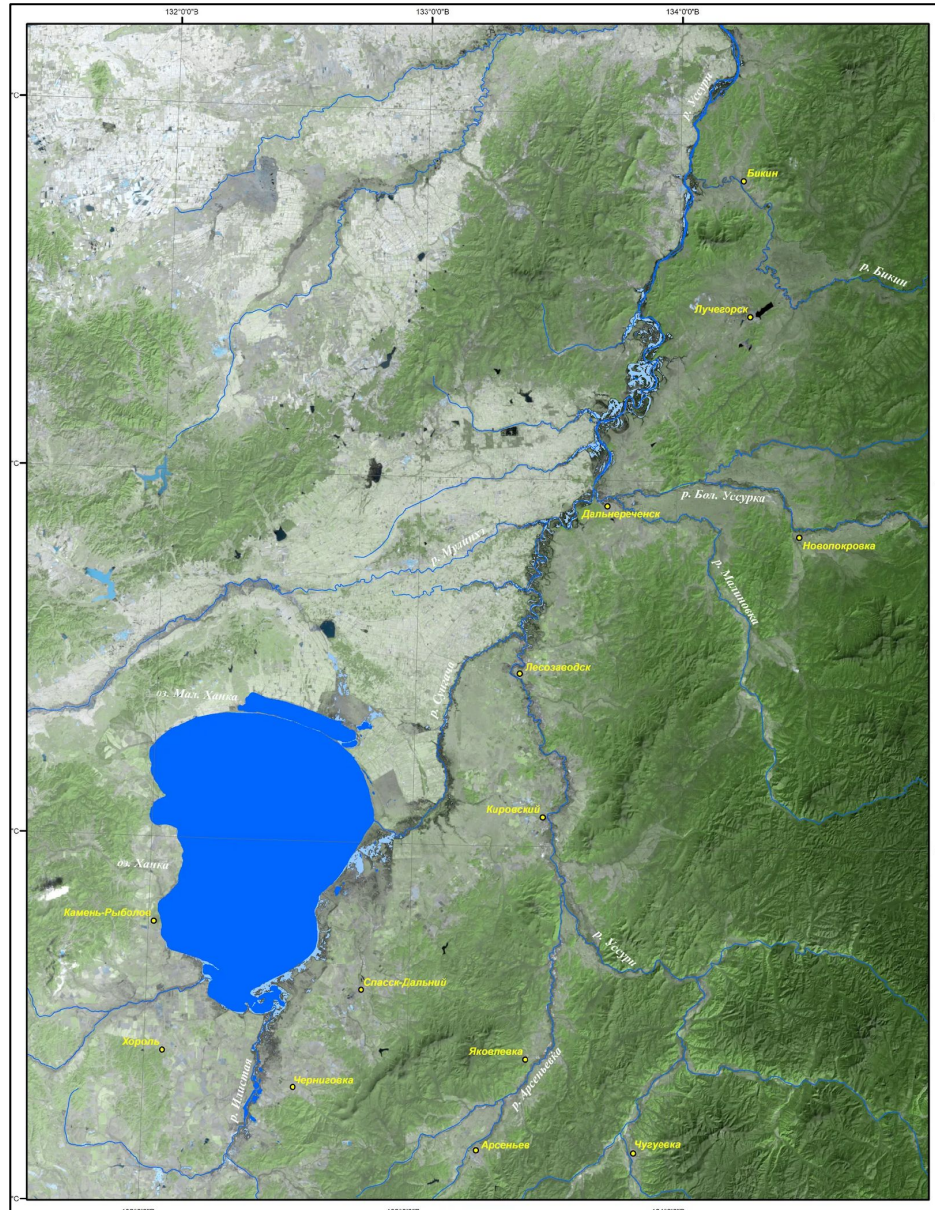 132°0'0"В
133°0'0"В
134°0'0"В
°С
р. Уссури
Бикин
р. Бикин
Лучегорск
°С
р. Бол. Уссурка
Дальнереченск
Новопокровка
р. Малиновка
р. Сунгача
Лесозаводск
оз. Мал. Ханка
Кировский
°С
оз. Ханка
Камень-Рыболов
р. Уссури
Спасск-Дальний
Хороль
Яковлевка
р. Илистая
Черниговка
р. Арсеньевка
Арсеньев
Чугуевка
°С